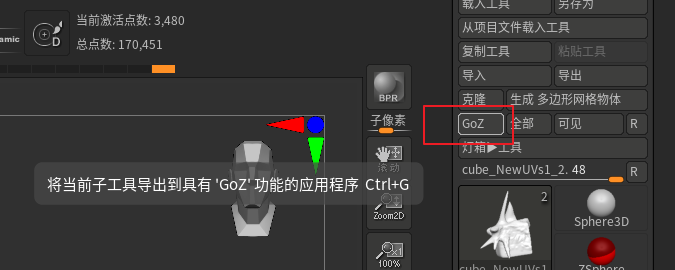 当前激活点数: 3,480
总点数: 170,451
amic
D
载入工具 另存为
从项目文件载入工具
复制工具 粘贴工具
导入 导出
克隆 生成 多边形网格物体
GoZ 全部 可见 R
灯箱▶工具
cube_NewUVs1_2. 48 R
BPR
子像素
滚动
Zoom2D
100%
将当前子工具导出到具有 'GoZ' 功能的应用程序 Ctrl+G
2
Sphere3D
cube_NewUVs1
ZSphere